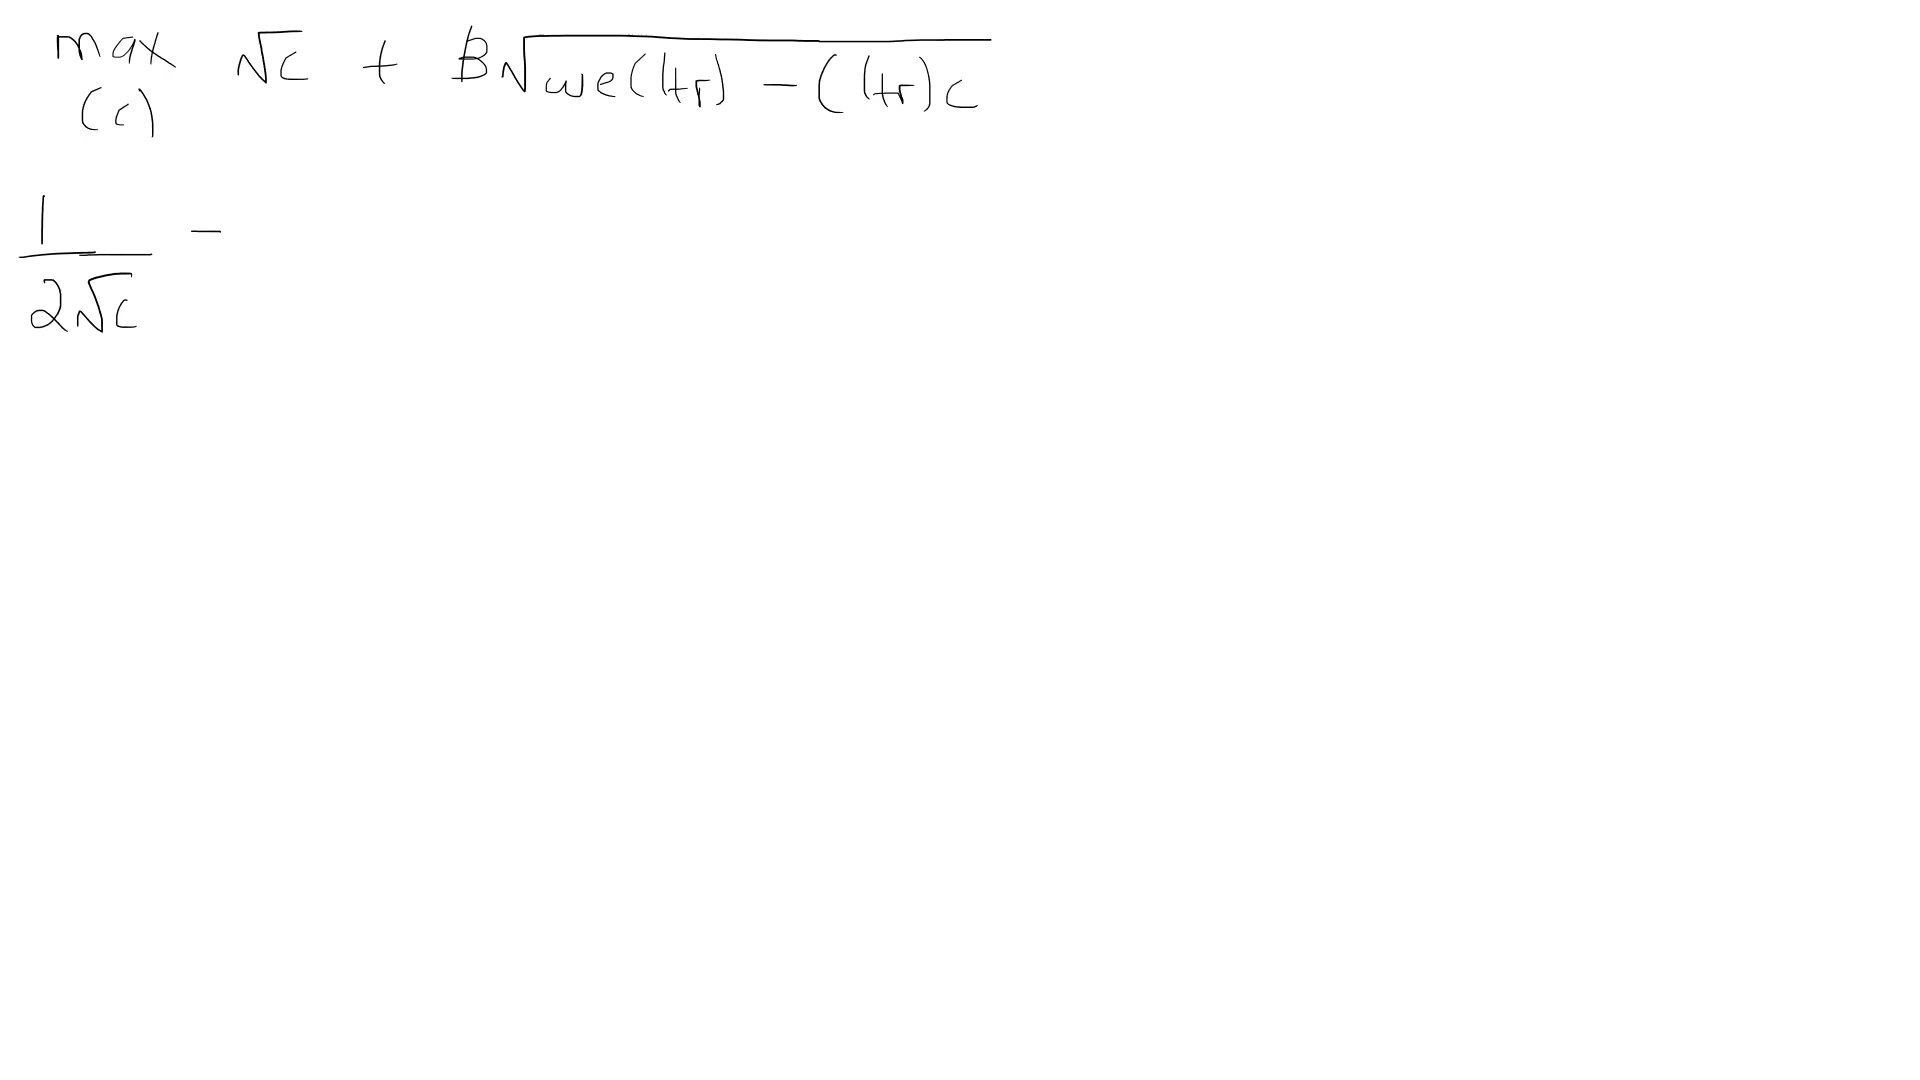 max √c + B√we(1+r) - (1+r)c
(c)
1 -
2√c